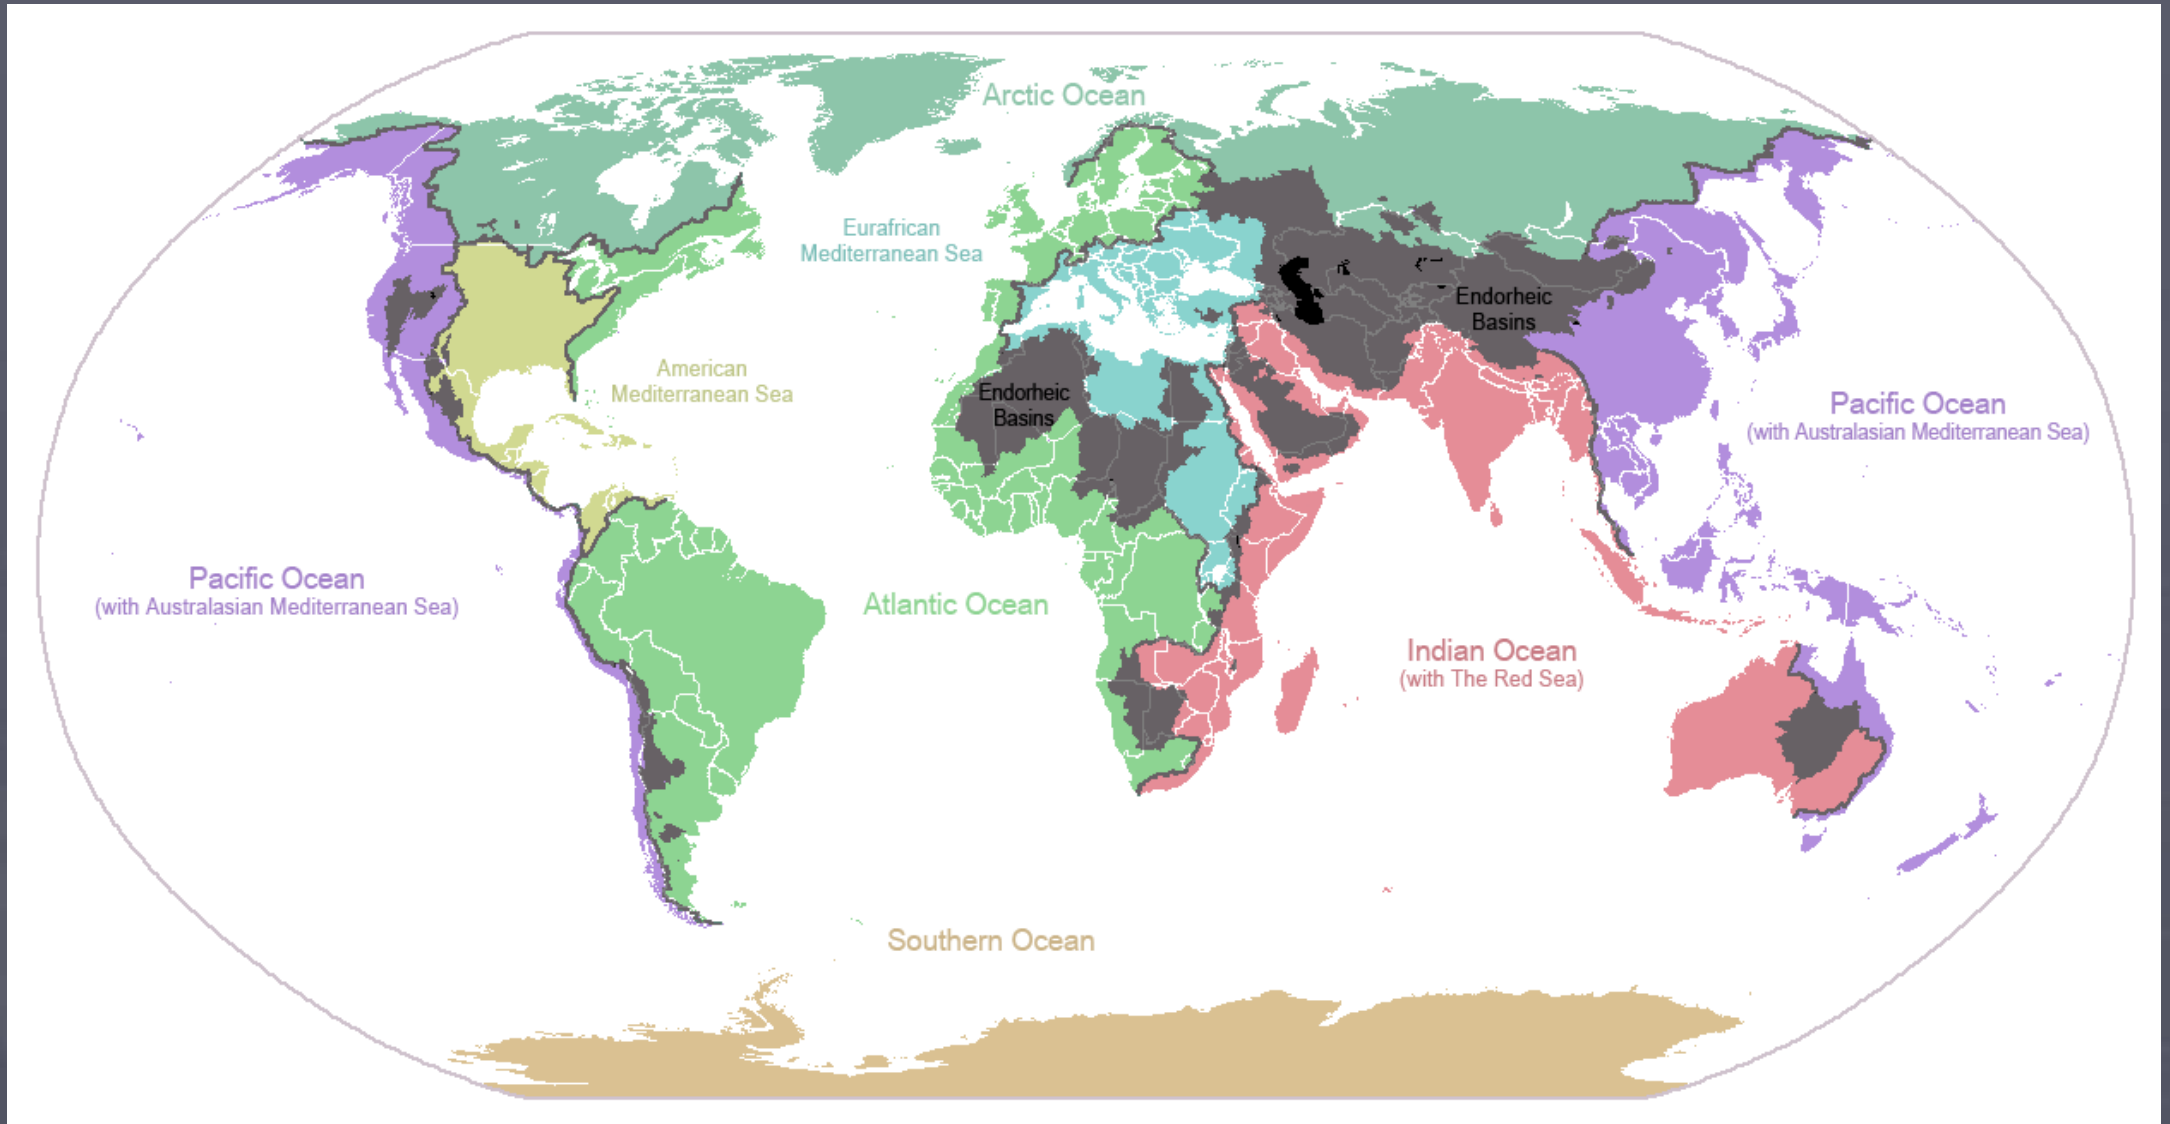 Arctic Ocean
Eurafrican
Mediterranean Sea
Endorheic
Basins
American
Mediterranean Sea
Endorheic
Basins
Pacific Ocean
(with Australasian Mediterranean Sea)
Pacific Ocean
(with Australasian Mediterranean Sea)
Atlantic Ocean
Indian Ocean
(with The Red Sea)
Southern Ocean